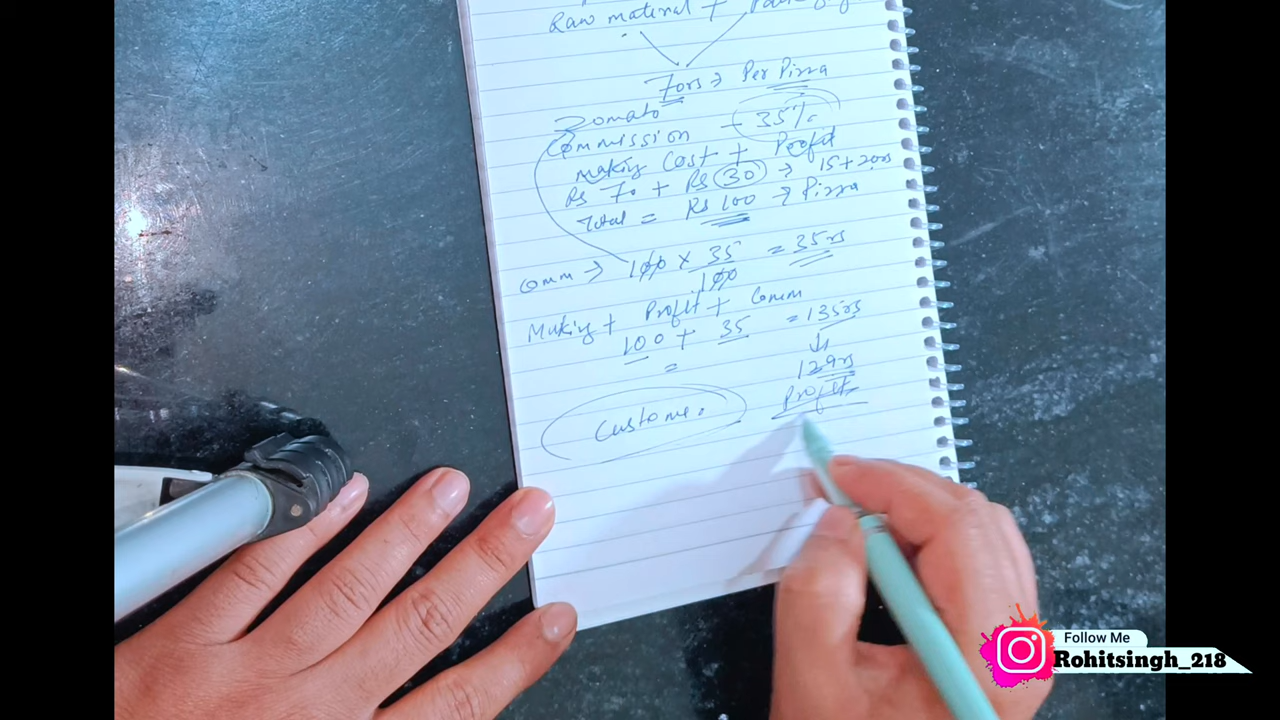 Raw material +
70rs → Per Pizza
Zomato
Commission - 35%
Making Cost + Profit
Rs 70 + Rs 30 → 15 + 20rs
Total = Rs 100 → Pizza
Comm → 100 x 35/100 = 35rs
Making + Profit + Comm
100 + 35 = 135rs
=
↓
129rs
Profit
Custome.
Follow Me
Rohitsingh_218